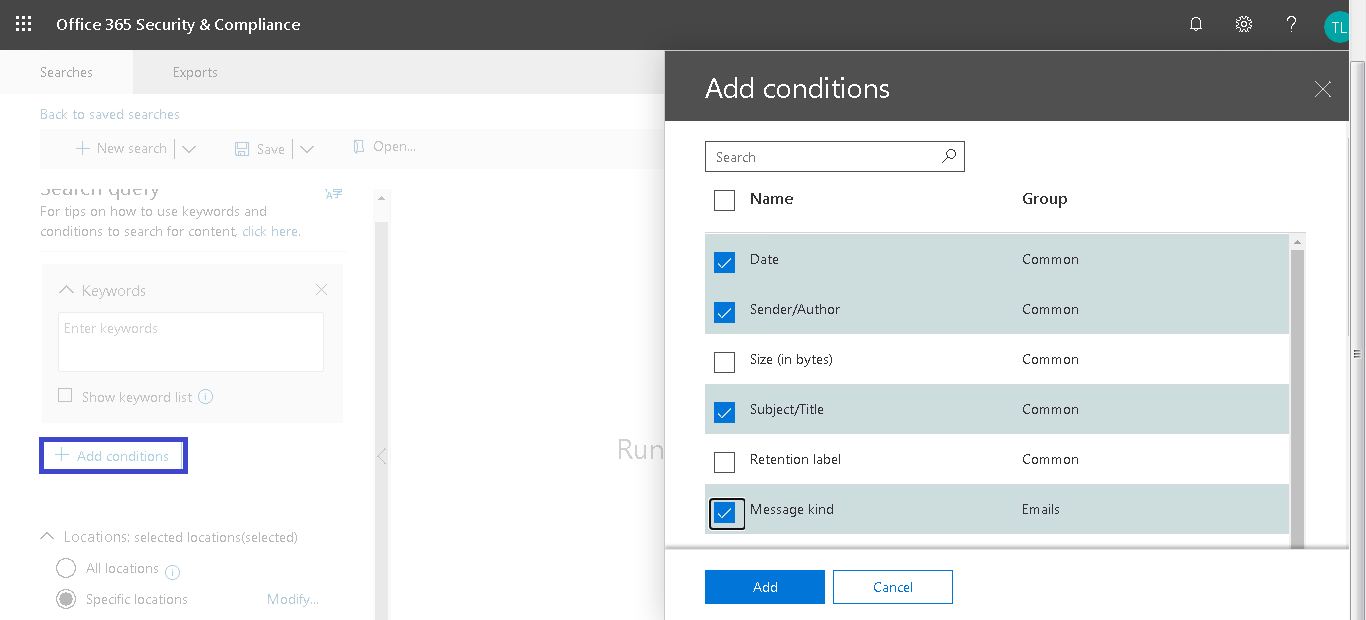 Office 365 Security & Compliance
?
TL
Searches
Exports
Back to saved searches
+ New search
Save
Open...
Search query
For tips on how to use keywords and
conditions to search for content, click here.
Keywords
Enter keywords
Show keyword list
+ Add conditions
Locations: selected locations(selected)
All locations
Specific locations
Modify...
Run
Add conditions
Search
Name
Group
Date
Common
Sender/Author
Common
Size (in bytes)
Common
Subject/Title
Common
Retention label
Common
Message kind
Emails
Add
Cancel